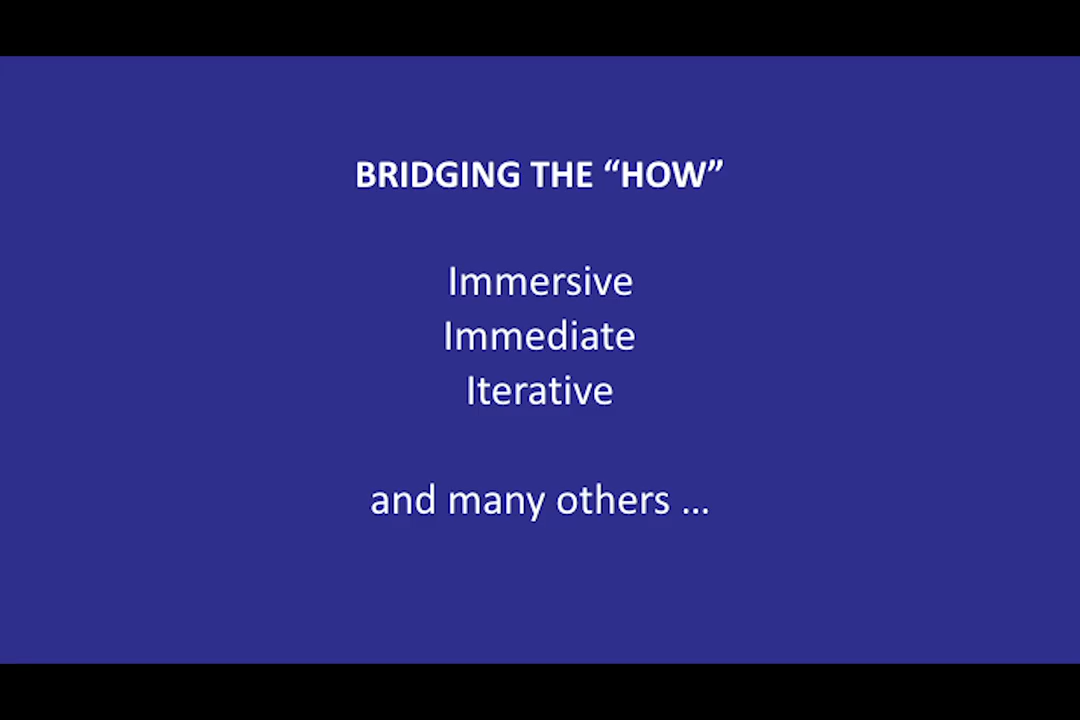 BRIDGING THE “HOW”
Immersive
Immediate
Iterative
and many others ...